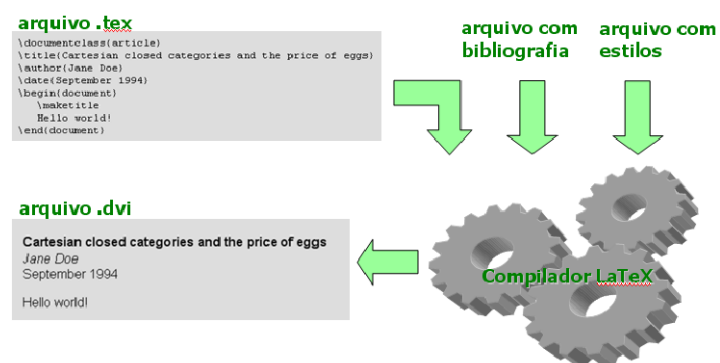 arquivo .tex
\documentclass(article)
\title(Cartesian closed categories and the price of eggs)
\author(Jane Doe)
\date(September 1994)
\begin(document)
\maketitle
Hello world!
\end(document)
arquivo com
bibliografia
arquivo com
estilos
arquivo .dvi
Cartesian closed categories and the price of eggs
Jane Doe
September 1994
Hello world!
Compilador LaTeX